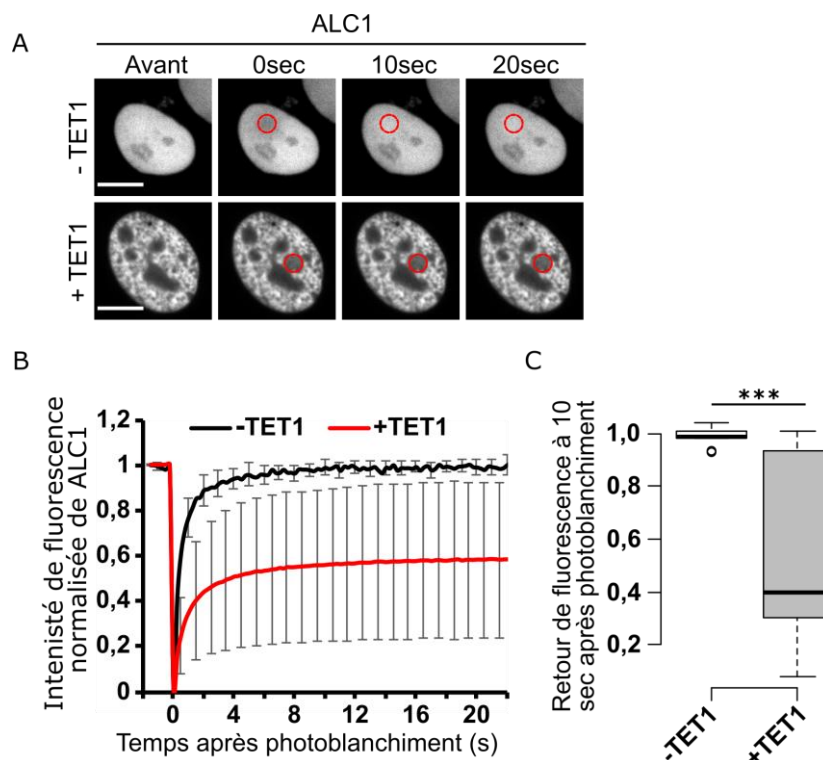 ALC1
A
Avant 0sec 10sec 20sec
- TET1
+ TET1
B
C
Intenisté de fluorescence
normalisée de ALC1
1,2
1
0,8
0,6
0,4
0,2
0
-TET1 +TET1
0 4 8 12 16 20
Temps après photoblanchiment (s)
Retour de fluorescence à 10
sec après photoblanchiment
***
1,0
0,8
0,6
0,4
0,2
-TET1
+TET1